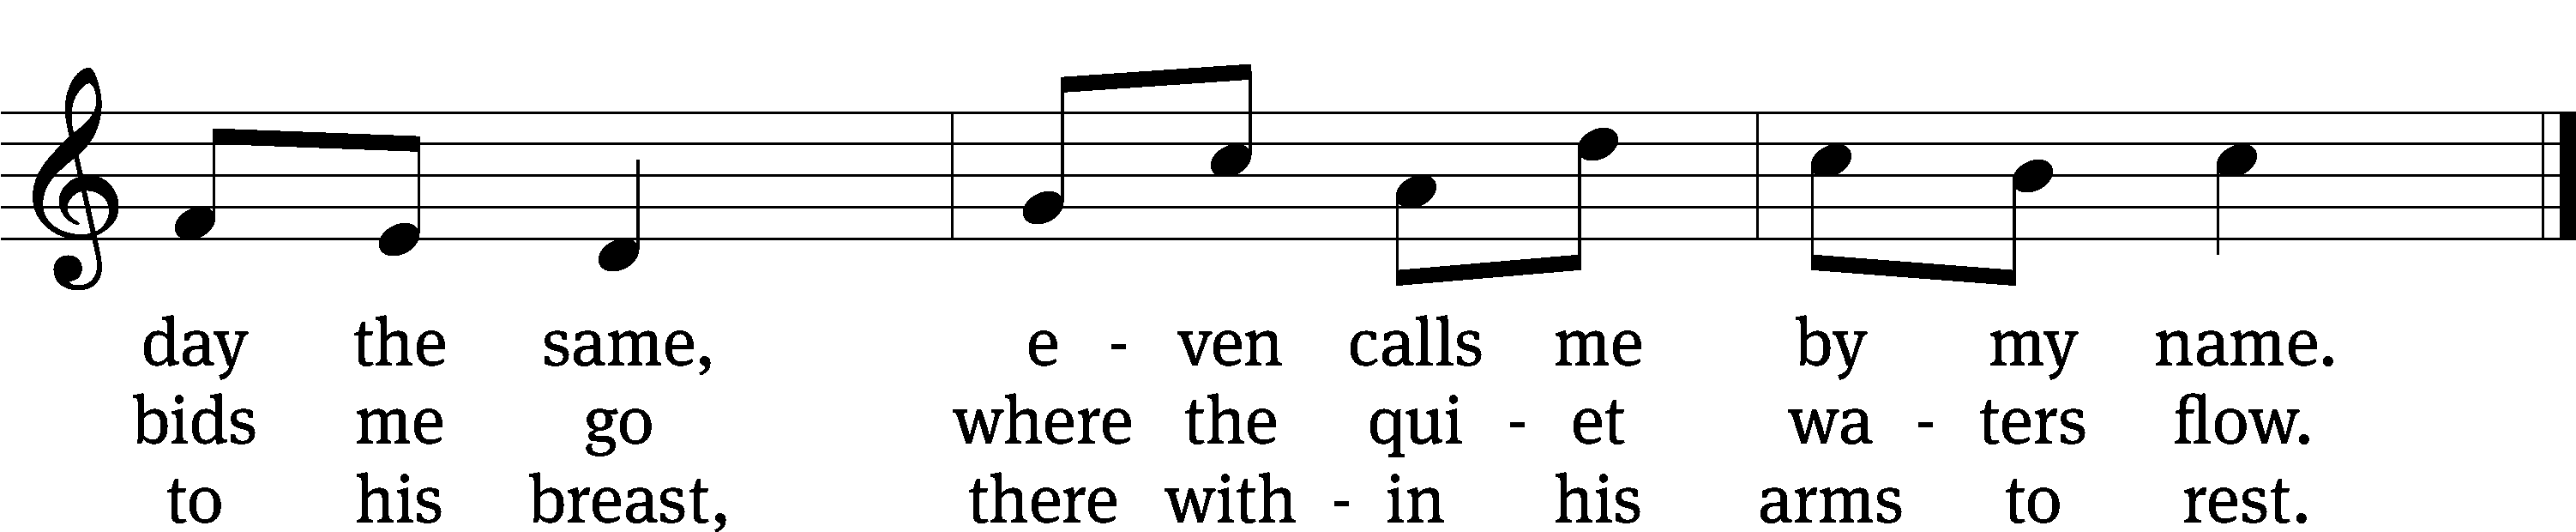 day the same, e - ven calls me by my name.
bids me go where the qui - et wa - ters flow.
to his breast, there with - in his arms to rest.